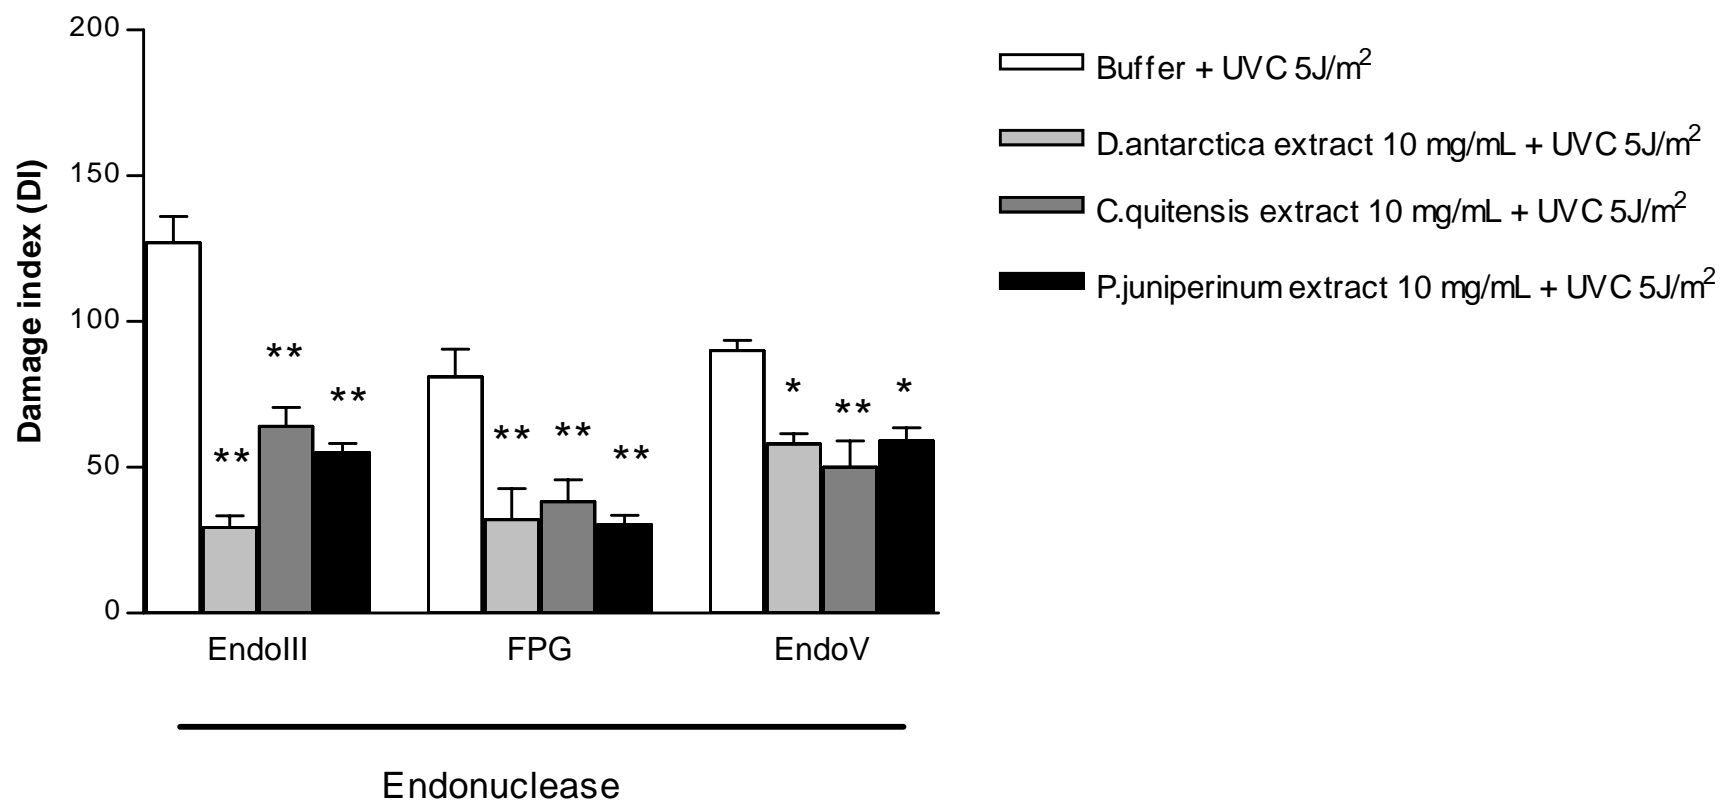 200
150
100
50
0
Damage index (DI)
**
**
**
**
**
**
*
**
*
EndoIII FPG EndoV
Endonuclease
Buffer + UVC 5J/m²
D.antarctica extract 10 mg/mL + UVC 5J/m²
C.quitensis extract 10 mg/mL + UVC 5J/m²
P.juniperinum extract 10 mg/mL + UVC 5J/m²